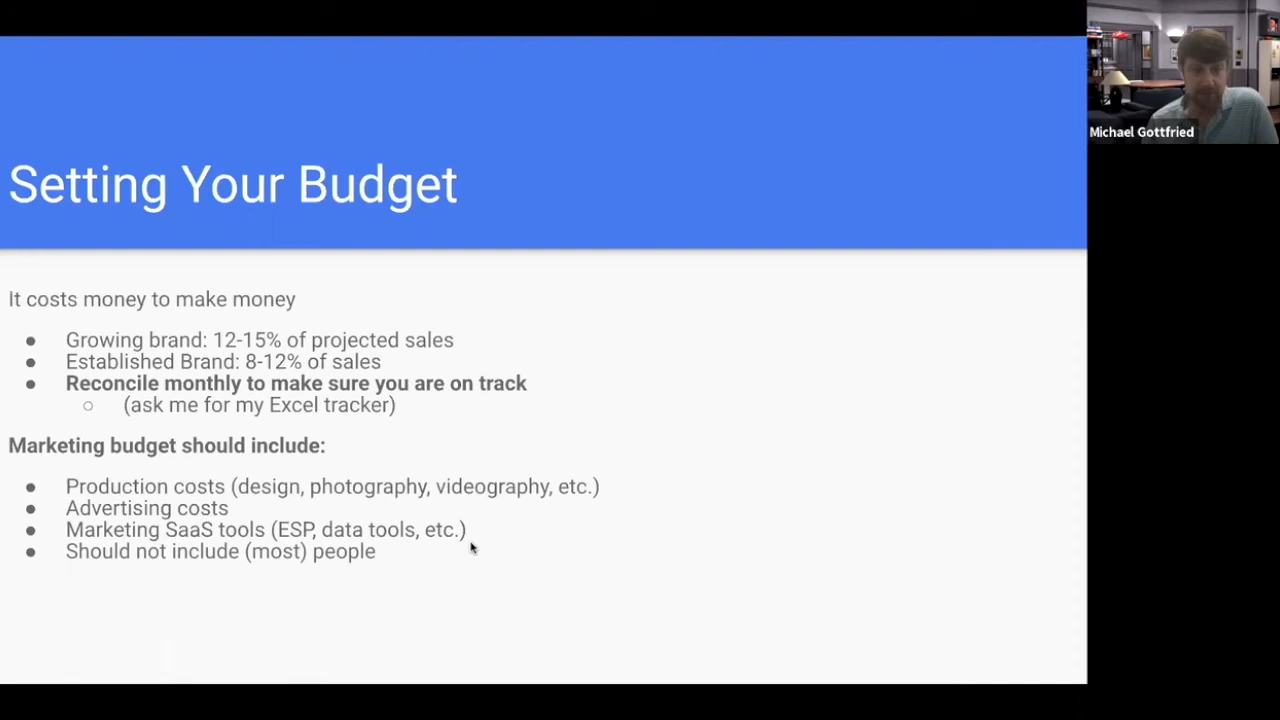 Setting Your Budget
It costs money to make money
● Growing brand: 12-15% of projected sales
● Established Brand: 8-12% of sales
● Reconcile monthly to make sure you are on track
○ (ask me for my Excel tracker)
Marketing budget should include:
● Production costs (design, photography, videography, etc.)
● Advertising costs
● Marketing SaaS tools (ESP, data tools, etc.)
● Should not include (most) people
Michael Gottfried